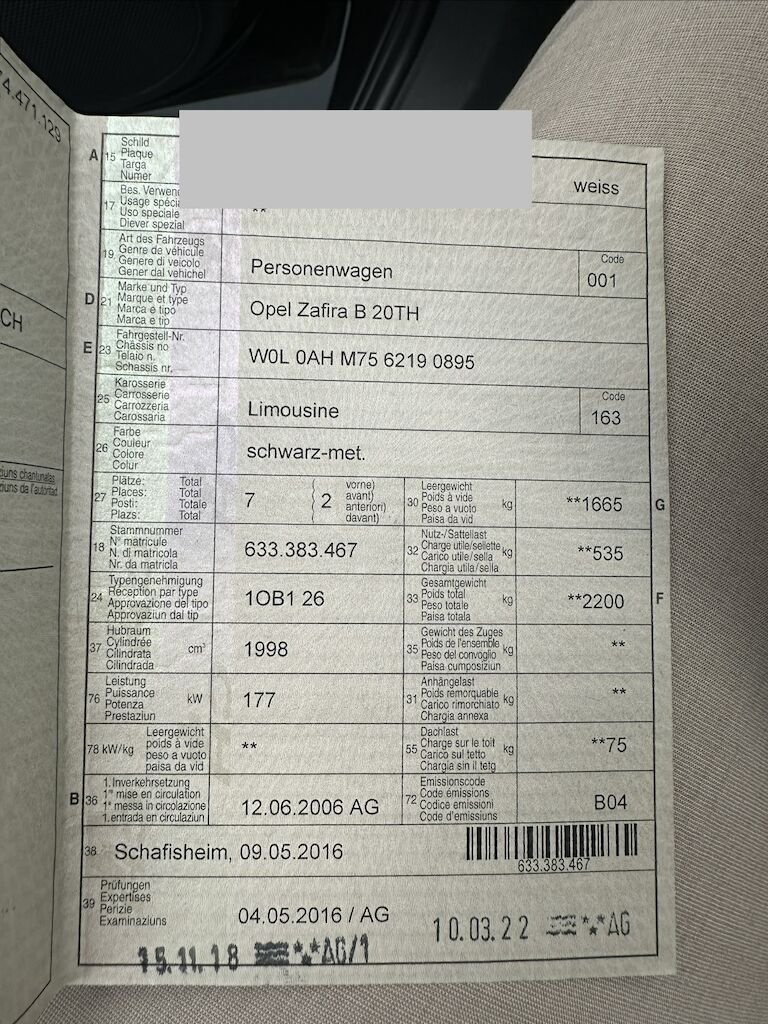 4.471.129
CH
ziuns chantunalas
ziuns da l'autoritad
A 15 Schild
Plaque
Targa
Numer
weiss
17 Bes. Verwend
Usage spécia
Uso speciale
Diever spezial
**
19 Art des Fahrzeugs
Genre de véhicule
Genere di veicolo
Gener dal vehichel
Personenwagen
Code
001
D 21 Marke und Typ
Marque et type
Marca e tipo
Marca e tip
Opel Zafira B 20TH
E 23 Fahrgestell-Nr.
Châssis no
Telaio n.
Schassis nr.
W0L 0AH M75 6219 0895
25 Karosserie
Carrosserie
Carrozzeria
Carossaria
Limousine
Code
163
26 Farbe
Couleur
Colore
Colur
schwarz-met.
27 Plätze: Total
Places: Total
Posti: Totale
Plazs: Total
7
2 vorne)
avant)
anteriori)
davant)
30 Leergewicht
Poids à vide
Peso a vuoto
Paisa da vid
kg
**1665
G
18 Stammnummer
N° matricule
N. di matricola
Nr. da matricla
633.383.467
32 Nutz-/Sattellast
Charge utile/sellette
Carico utile/sella
Chargia utila/sella
kg
**535
24 Typengenehmigung
Réception par type
Approvazione del tipo
Approvaziun dal tip
1OB1 26
33 Gesamtgewicht
Poids total
Peso totale
Paisa totala
kg
**2200
F
37 Hubraum
Cylindrée
Cilindrata
Cilindrada
cm³
1998
35 Gewicht des Zuges
Poids de l'ensemble
Peso del convoglio
Paisa cumposiziun
kg
**
76 Leistung
Puissance
Potenza
Prestaziun
kW
177
31 Anhängelast
Poids remorquable
Carico rimorchiato
Chargia annexa
kg
**
78 kW/kg Leergewicht
poids à vide
peso a vuoto
paisa da vid
**
55 Dachlast
Charge sur le toit
Carico sul tetto
Chargia sin il tetg
kg
**75
B 36 1. Inverkehrsetzung
1re mise en circulation
1a messa in circolazione
1. entrada en circulaziun
12.06.2006 AG
72 Emissionscode
Code émissions
Codice emissioni
Code d'emissiuns
B04
38 Schafisheim, 09.05.2016
633.383.467
39 Prüfungen
Expertises
Perizie
Examinaziuns
04.05.2016 / AG
10.03.22 *.* AG
15.11.18 *.* AG/1